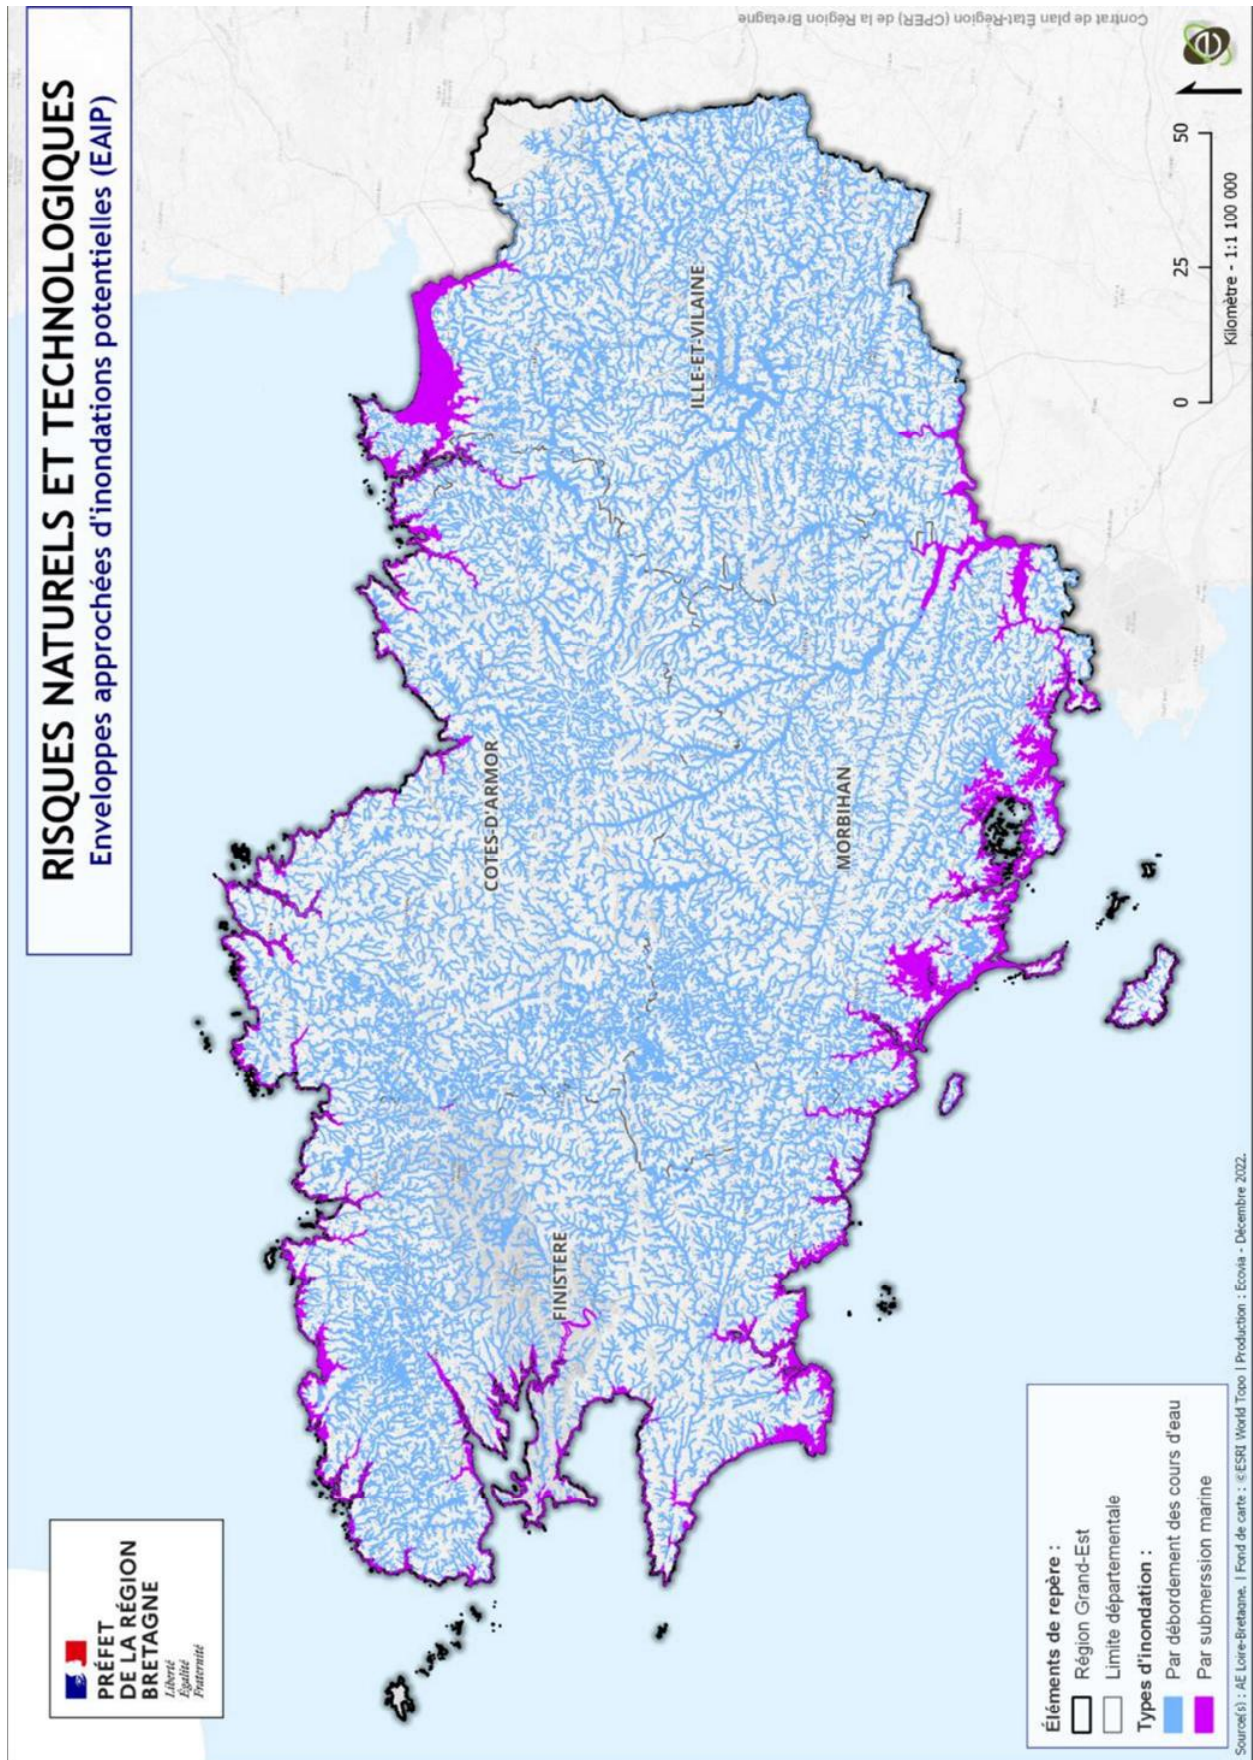 RISQUES NATURELS ET TECHNOLOGIQUES
Enveloppes approchées d'inondations potentielles (EAIP)
PRÉFET
DE LA RÉGION
BRETAGNE
Liberté
Égalité
Fraternité
COTES-D'ARMOR
FINISTERE
ILLE-ET-VILAINE
MORBIHAN
Éléments de repère :
Région Grand-Est
Limite départementale
Types d'inondation :
Par débordement des cours d'eau
Par submerssion marine
0 25 50
Kilomètre - 1:1 100 000
Contrat de plan Etat-Région (CPER) de la Région Bretagne
Source(s) : AE Loire-Bretagne. | Fond de carte : ©ESRI World Topo | Production : Ecovia - Décembre 2022.